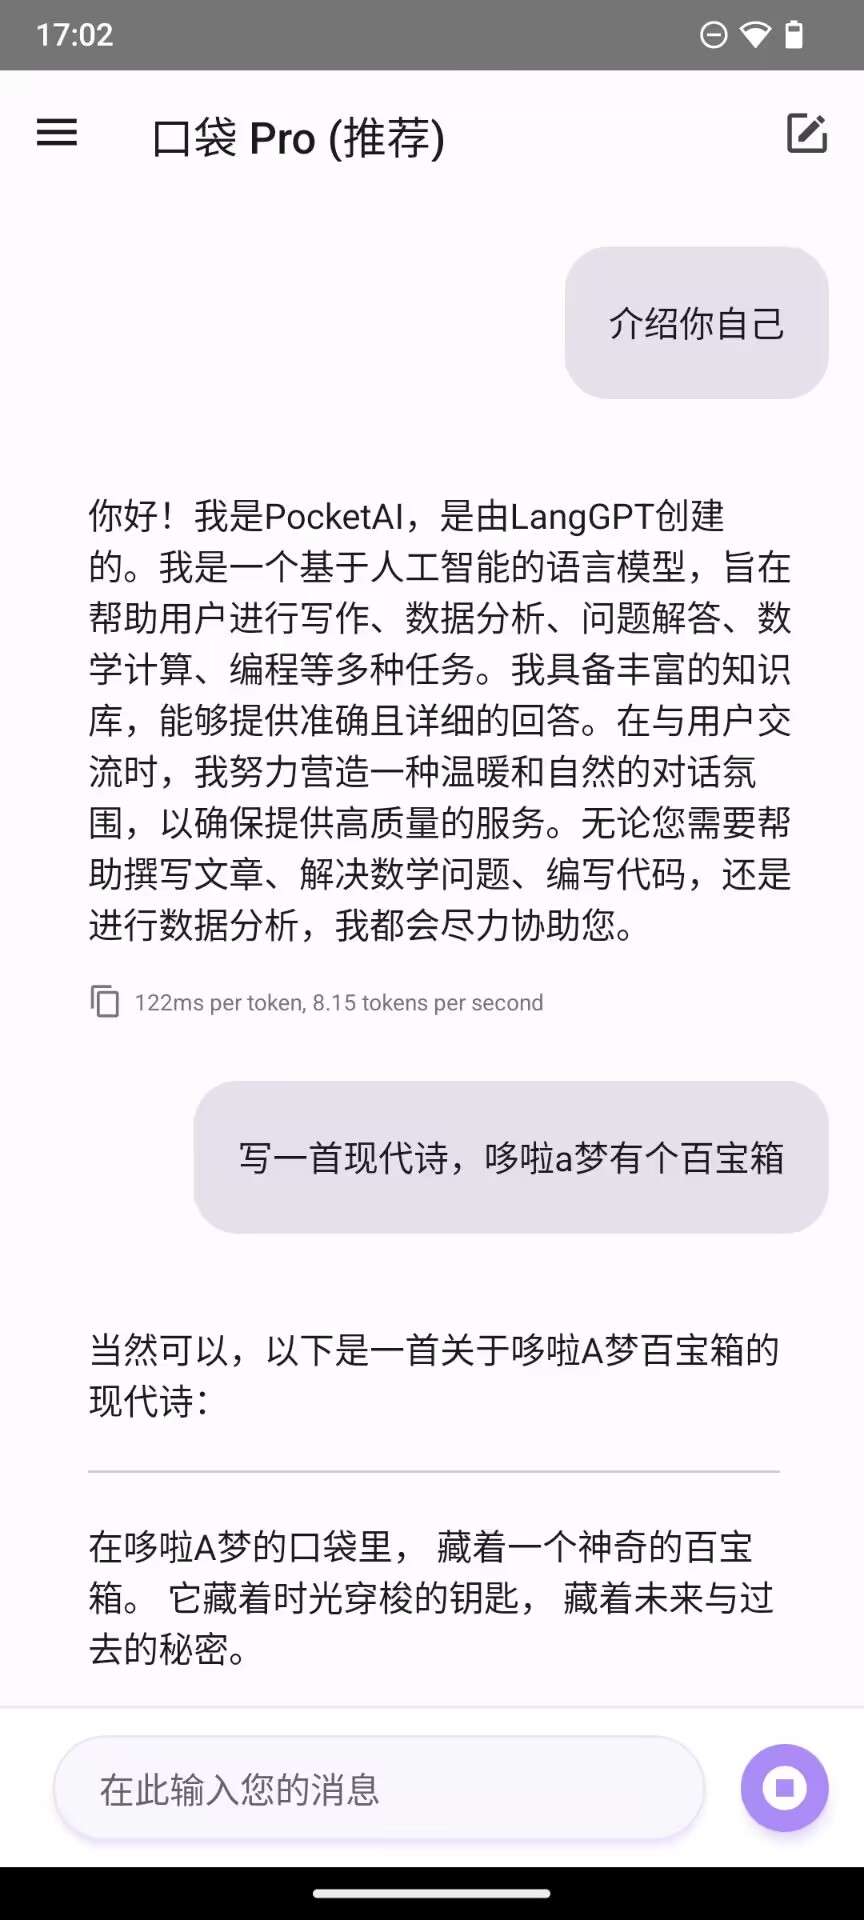 17:02
口袋 Pro (推荐)
介绍你自己
你好！我是PocketAI，是由LangGPT创建
的。我是一个基于人工智能的语言模型，旨在
帮助用户进行写作、数据分析、问题解答、数
学计算、编程等多种任务。我具备丰富的知识
库，能够提供准确且详细的回答。在与用户交
流时，我努力营造一种温暖和自然的对话氛
围，以确保提供高质量的服务。无论您需要帮
助撰写文章、解决数学问题、编写代码，还是
进行数据分析，我都会尽力协助您。
122ms per token, 8.15 tokens per second
写一首现代诗，哆啦a梦有个百宝箱
当然可以，以下是一首关于哆啦A梦百宝箱的
现代诗：
在哆啦A梦的口袋里， 藏着一个神奇的百宝
箱。 它藏着时光穿梭的钥匙， 藏着未来与过
去的秘密。
在此输入您的消息